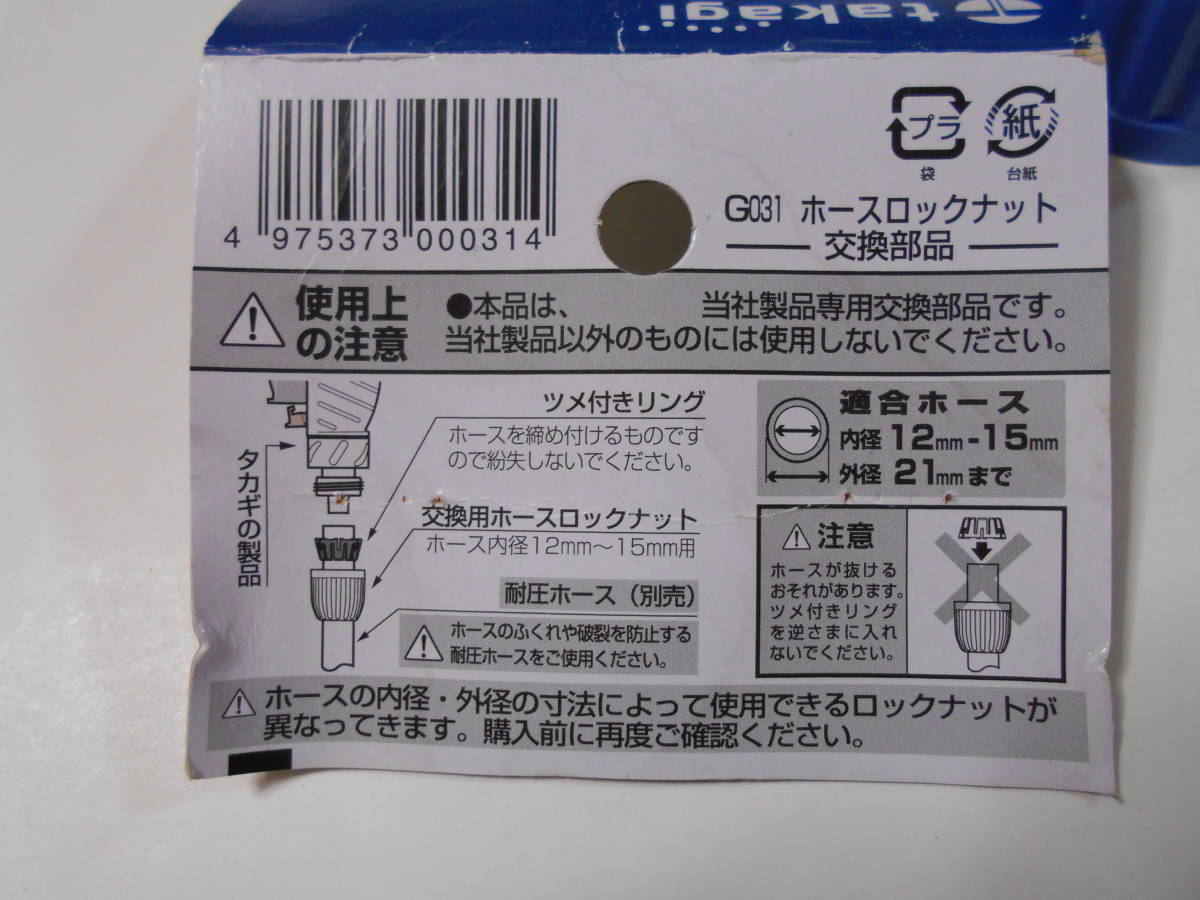 takagi
プラ
袋
紙
台紙
4 975373 000314
G031 ホースロックナット
交換部品
使用上
の注意
●本品は、 当社製品専用交換部品です。
当社製品以外のものには使用しないでください。
タカギの製品
ツメ付きリング
ホースを締め付けるものです
ので紛失しないでください。
交換用ホースロックナット
ホース内径12mm～15mm用
耐圧ホース（別売）
ホースのふくれや破裂を防止する
耐圧ホースをご使用ください。
適合ホース
内径 12mm-15mm
外径 21mmまで
注意
ホースが抜ける
おそれがあります。
ツメ付きリング
を逆さまに入れ
ないでください。
ホースの内径・外径の寸法によって使用できるロックナットが
異なってきます。購入前に再度ご確認ください。